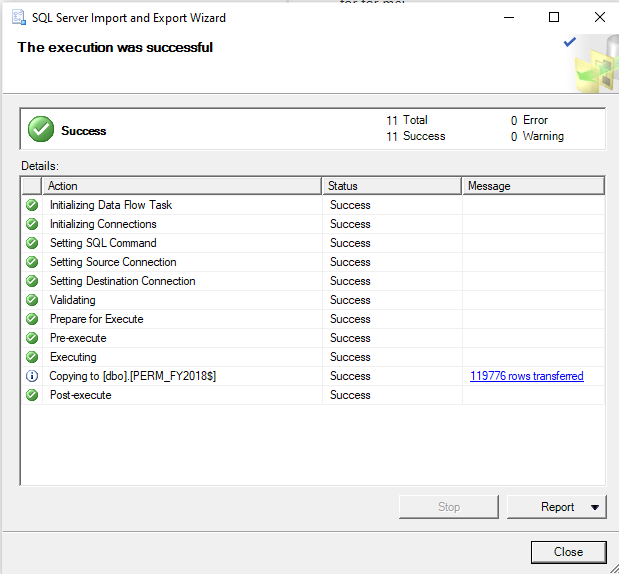 SQL Server Import and Export Wizard
The execution was successful
Success
11 Total 0 Error
11 Success 0 Warning
Details:
Action Status Message
Initializing Data Flow Task Success
Initializing Connections Success
Setting SQL Command Success
Setting Source Connection Success
Setting Destination Connection Success
Validating Success
Prepare for Execute Success
Pre-execute Success
Executing Success
Copying to [dbo].[PERM_FY2018$] Success 119776 rows transferred
Post-execute Success
Stop Report
Close